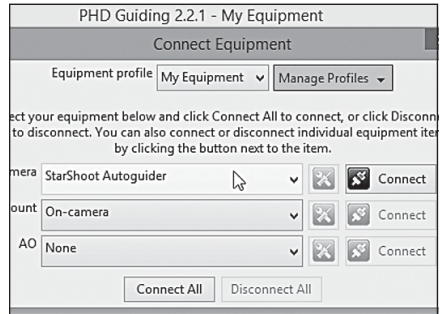 PHD Guiding 2.2.1 - My Equipment
Connect Equipment
Equipment profile My Equipment Manage Profiles
ect your equipment below and click Connect All to connect, or click Disconn
to disconnect. You can also connect or disconnect individual equipment iter
by clicking the button next to the item.
mera StarShoot Autoguider Connect
ount On-camera Connect
AO None Connect
Connect All Disconnect All